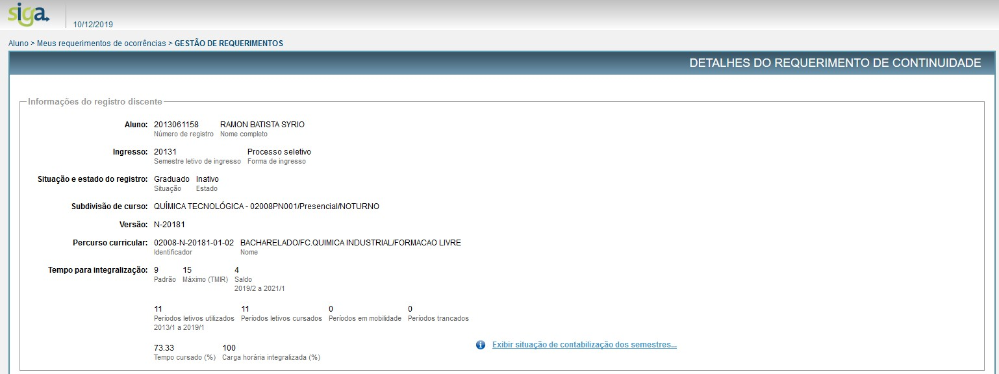 siga
10/12/2019
Aluno > Meus requerimentos de ocorrências > GESTÃO DE REQUERIMENTOS
DETALHES DO REQUERIMENTO DE CONTINUIDADE
Informações do registro discente
Aluno: 2013061158 RAMON BATISTA SYRIO
Número de registro Nome completo
Ingresso: 20131 Processo seletivo
Semestre letivo de ingresso Forma de ingresso
Situação e estado do registro: Graduado Inativo
Situação Estado
Subdivisão de curso: QUÍMICA TECNOLÓGICA - 02008PN001/Presencial/NOTURNO
Versão: N-20181
Percurso curricular: 02008-N-20181-01-02 BACHARELADO/FC.QUIMICA INDUSTRIAL/FORMACAO LIVRE
Identificador Nome
Tempo para integralização: 9 15 4
Padrão Máximo (TMIR) Saldo
2019/2 a 2021/1
11 11 0 0
Períodos letivos utilizados Períodos letivos cursados Períodos em mobilidade Períodos trancados
2013/1 a 2019/1
73.33 100 Exibir situação de contabilização dos semestres...
Tempo cursado (%) Carga horária integralizada (%)